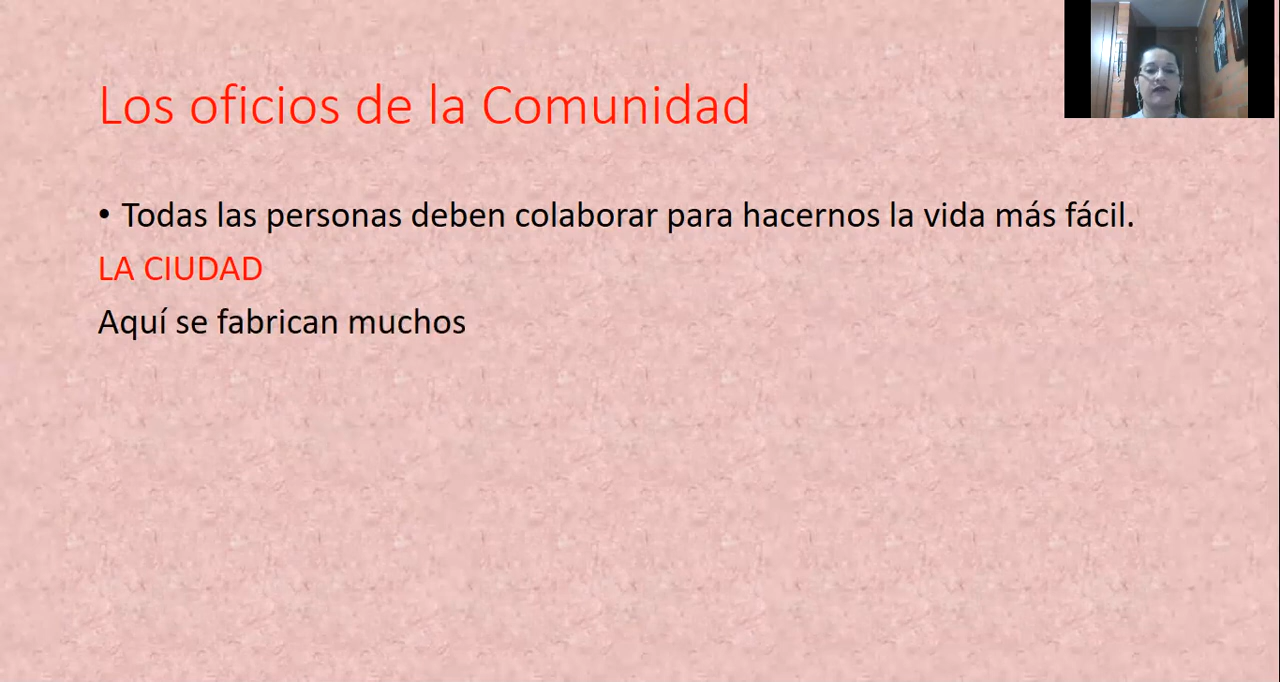 Los oficios de la Comunidad
• Todas las personas deben colaborar para hacernos la vida más fácil.
LA CIUDAD
Aquí se fabrican muchos